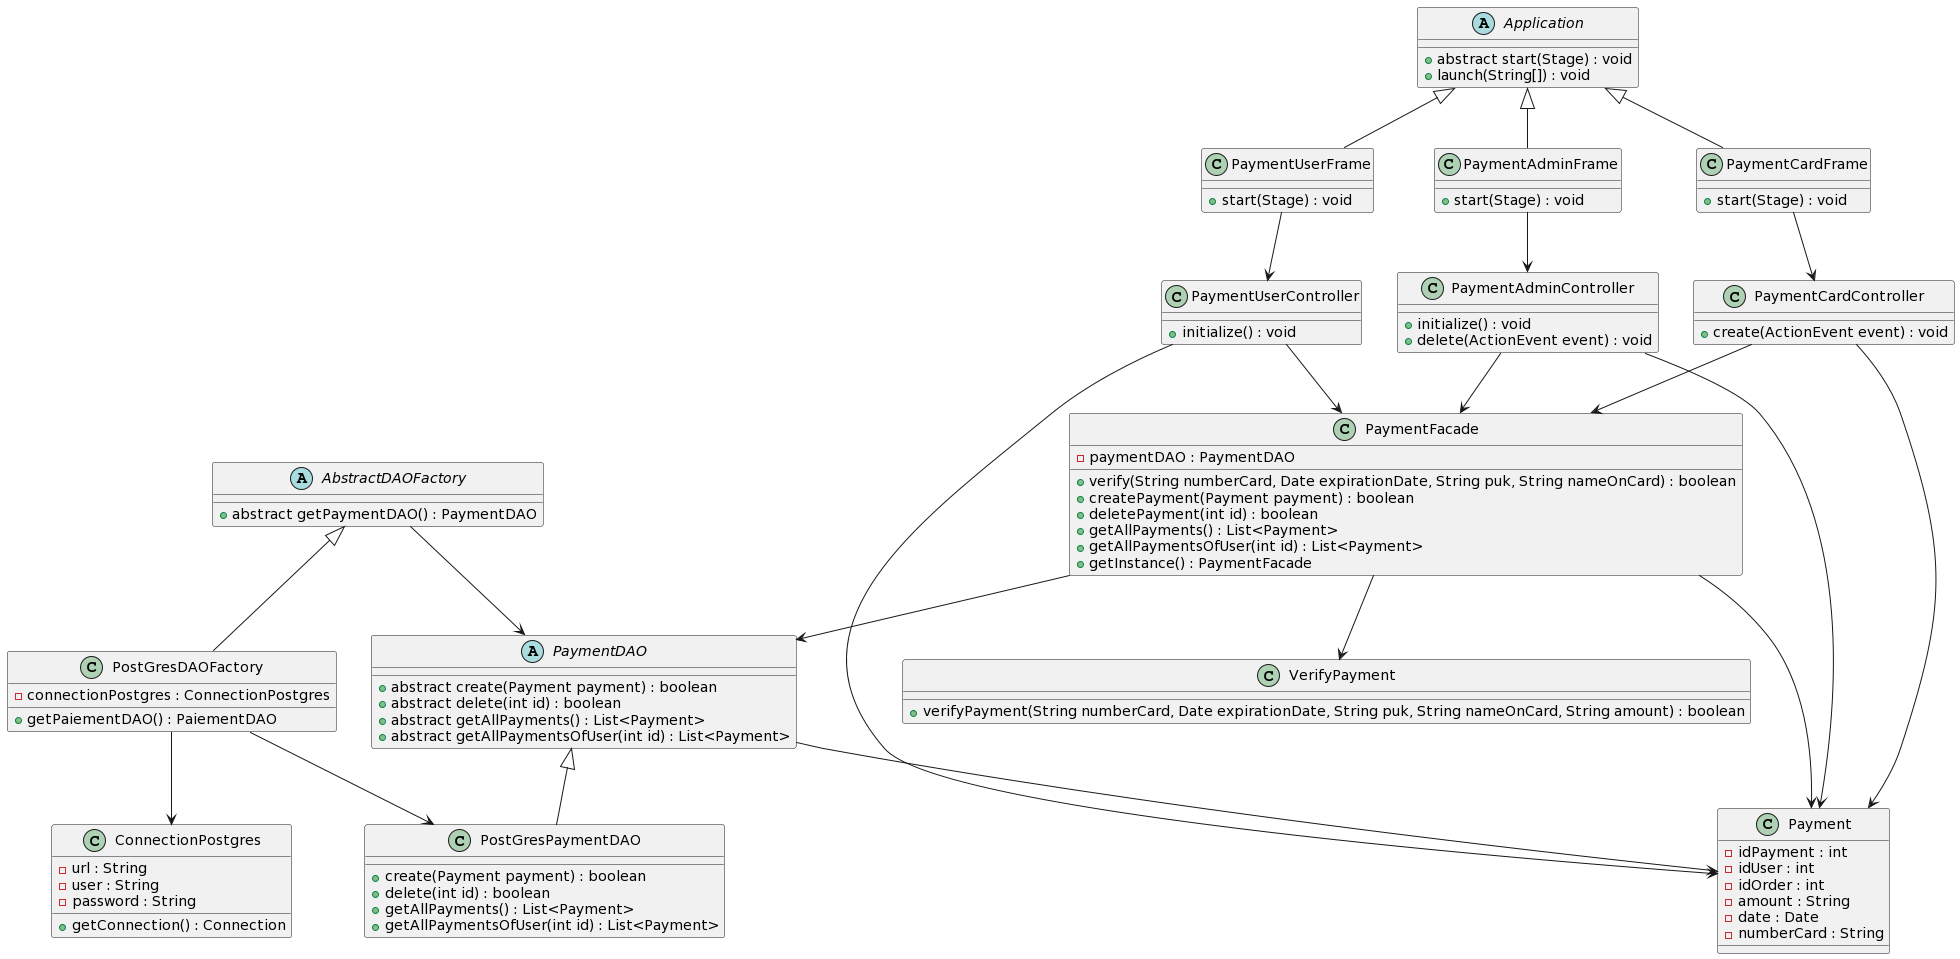 A Application
abstract start(Stage) : void
launch(String[]) : void
C PaymentUserFrame
start(Stage) : void
C PaymentAdminFrame
start(Stage) : void
C PaymentCardFrame
start(Stage) : void
C PaymentUserController
initialize() : void
C PaymentAdminController
initialize() : void
delete(ActionEvent event) : void
C PaymentCardController
create(ActionEvent event) : void
C PaymentFacade
paymentDAO : PaymentDAO
verify(String numberCard, Date expirationDate, String puk, String nameOnCard) : boolean
createPayment(Payment payment) : boolean
deletePayment(int id) : boolean
getAllPayments() : List<Payment>
getAllPaymentsOfUser(int id) : List<Payment>
getInstance() : PaymentFacade
A AbstractDAOFactory
abstract getPaymentDAO() : PaymentDAO
C PostGresDAOFactory
connectionPostgres : ConnectionPostgres
getPaiementDAO() : PaiementDAO
A PaymentDAO
abstract create(Payment payment) : boolean
abstract delete(int id) : boolean
abstract getAllPayments() : List<Payment>
abstract getAllPaymentsOfUser(int id) : List<Payment>
C VerifyPayment
verifyPayment(String numberCard, Date expirationDate, String puk, String nameOnCard, String amount) : boolean
C ConnectionPostgres
url : String
user : String
password : String
getConnection() : Connection
C PostGresPaymentDAO
create(Payment payment) : boolean
delete(int id) : boolean
getAllPayments() : List<Payment>
getAllPaymentsOfUser(int id) : List<Payment>
C Payment
idPayment : int
idUser : int
idOrder : int
amount : String
date : Date
numberCard : String